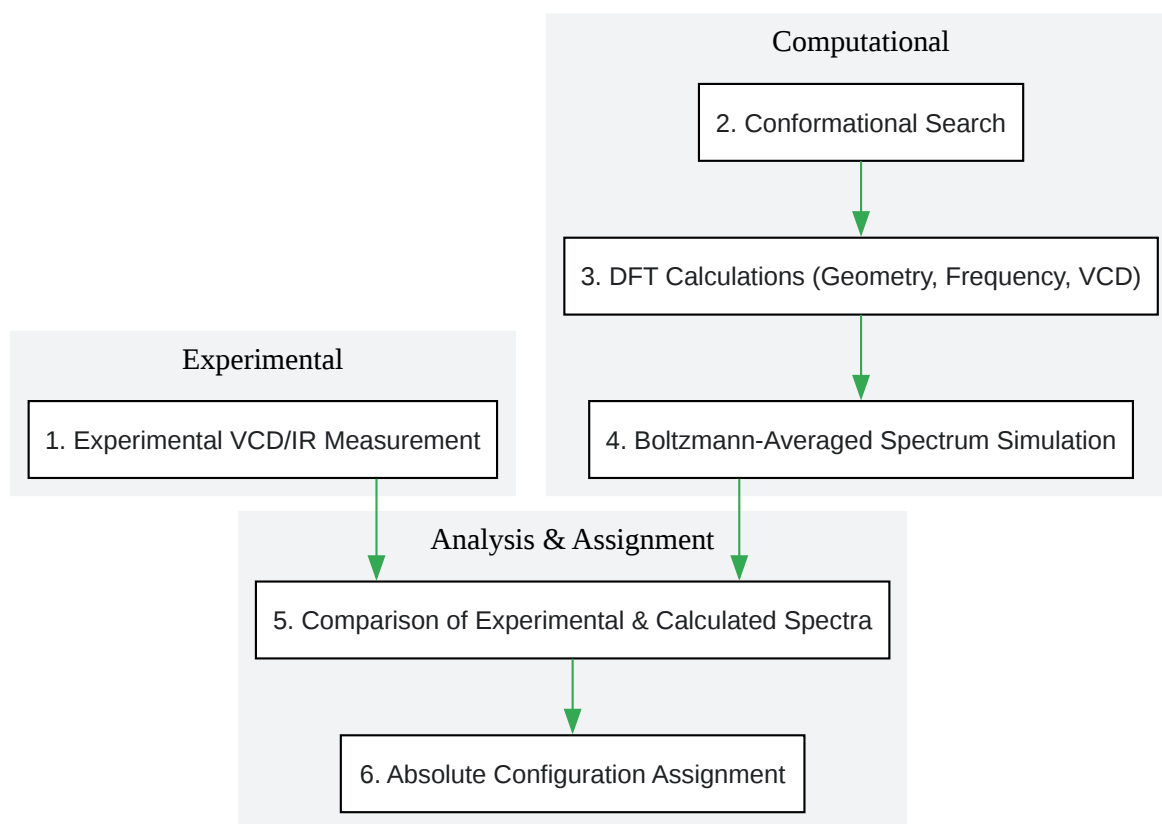 Computational
2. Conformational Search
3. DFT Calculations (Geometry, Frequency, VCD)
Experimental
1. Experimental VCD/IR Measurement
4. Boltzmann-Averaged Spectrum Simulation
Analysis & Assignment
5. Comparison of Experimental & Calculated Spectra
6. Absolute Configuration Assignment